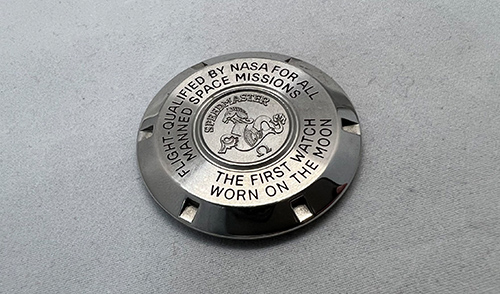 FLIGHT-QUALIFIED BY NASA FOR ALL
MANNED SPACE MISSIONS
SPEEDMASTER
Ω
THE FIRST WATCH
WORN ON THE MOON